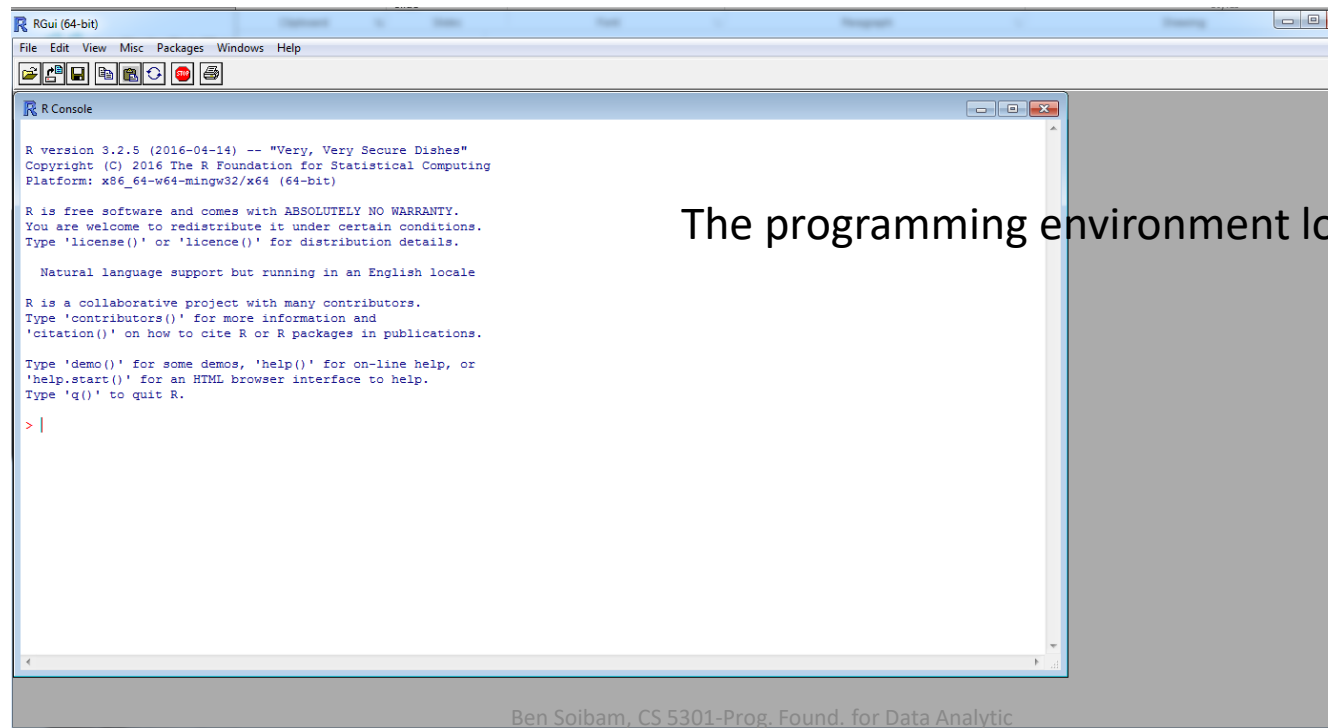 RGui (64-bit)
File Edit View Misc Packages Windows Help
STOP
R Console
R version 3.2.5 (2016-04-14) -- "Very, Very Secure Dishes"
Copyright (C) 2016 The R Foundation for Statistical Computing
Platform: x86_64-w64-mingw32/x64 (64-bit)
R is free software and comes with ABSOLUTELY NO WARRANTY.
You are welcome to redistribute it under certain conditions.
Type 'license()' or 'licence()' for distribution details.
Natural language support but running in an English locale
R is a collaborative project with many contributors.
Type 'contributors()' for more information and
'citation()' on how to cite R or R packages in publications.
Type 'demo()' for some demos, 'help()' for on-line help, or
'help.start()' for an HTML browser interface to help.
Type 'q()' to quit R.
>
The programming environment lo
Ben Soibam, CS 5301-Prog. Found. for Data Analytic